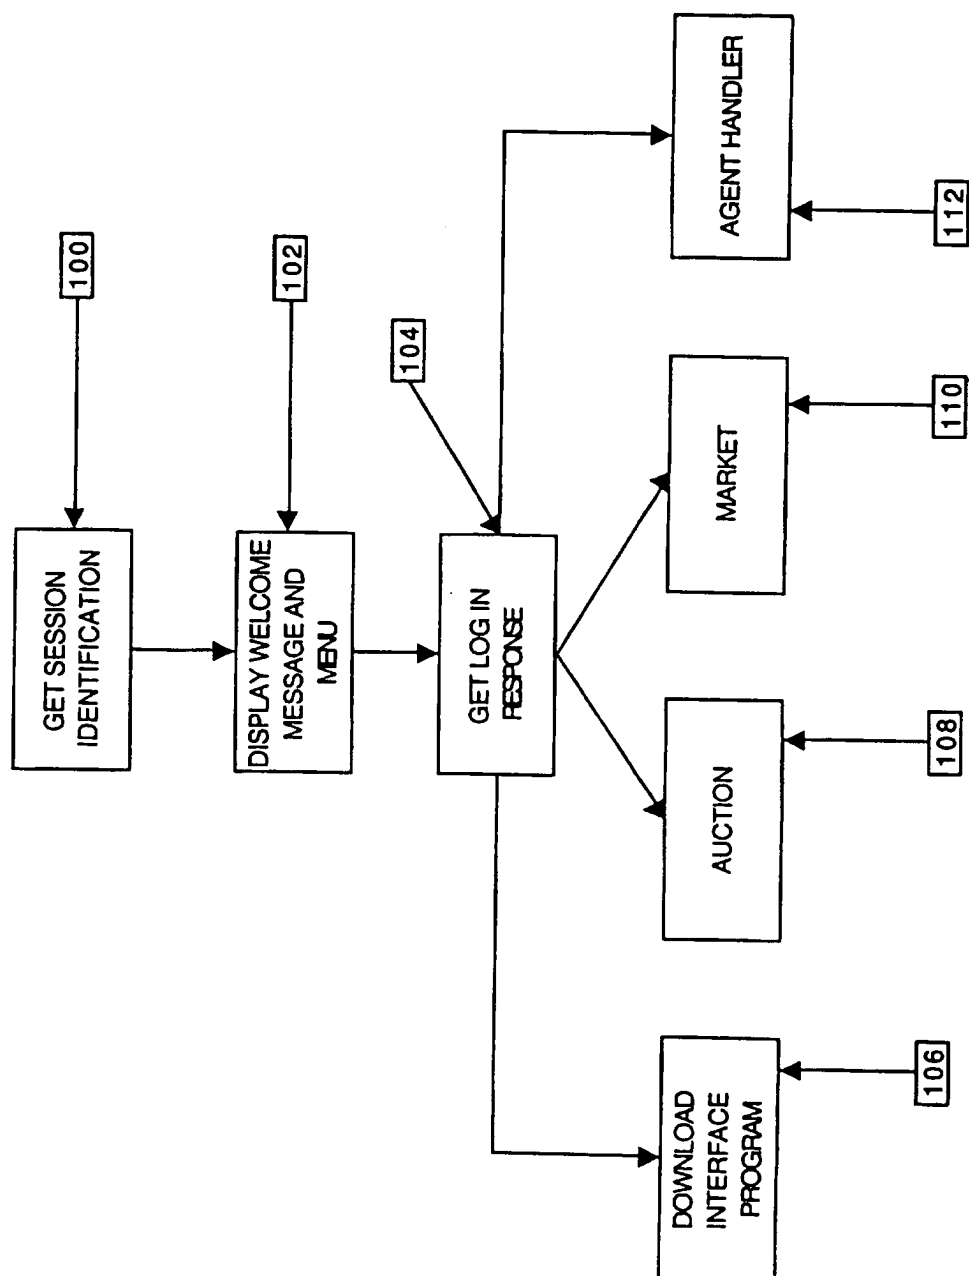 GET SESSION
IDENTIFICATION
100
DISPLAY WELCOME
MESSAGE AND
MENU
102
GET LOG IN
RESPONSE
104
DOWNLOAD
INTERFACE
PROGRAM
106
AUCTION
108
MARKET
110
AGENT HANDLER
112